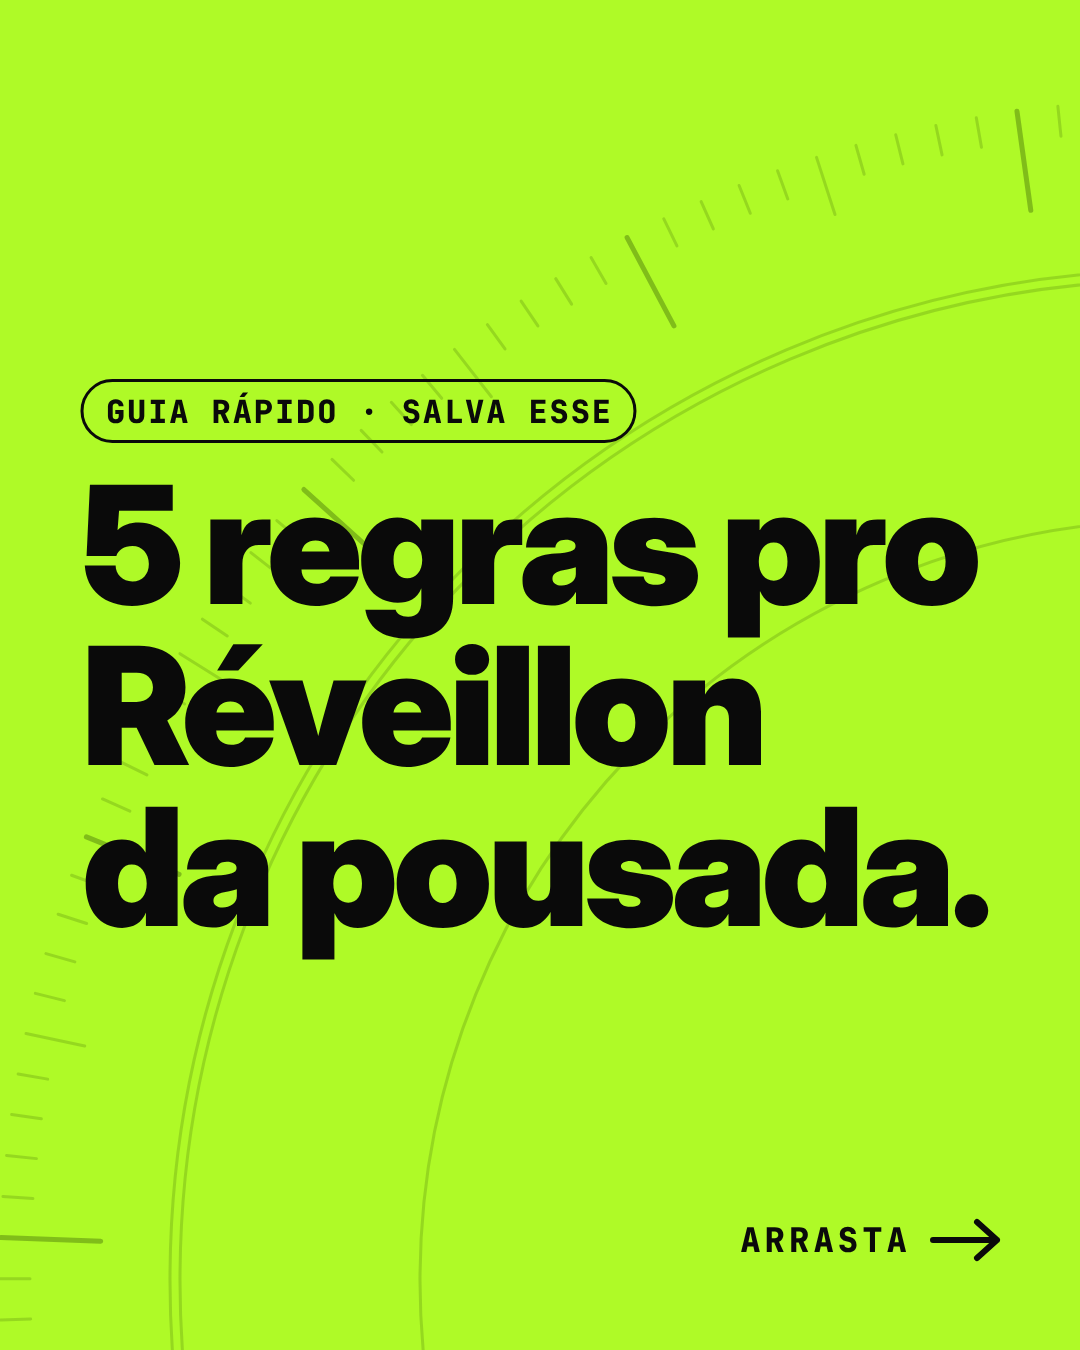 GUIA RÁPIDO · SALVA ESSE
5 regras pro
Réveillon
da pousada.
ARRASTA →